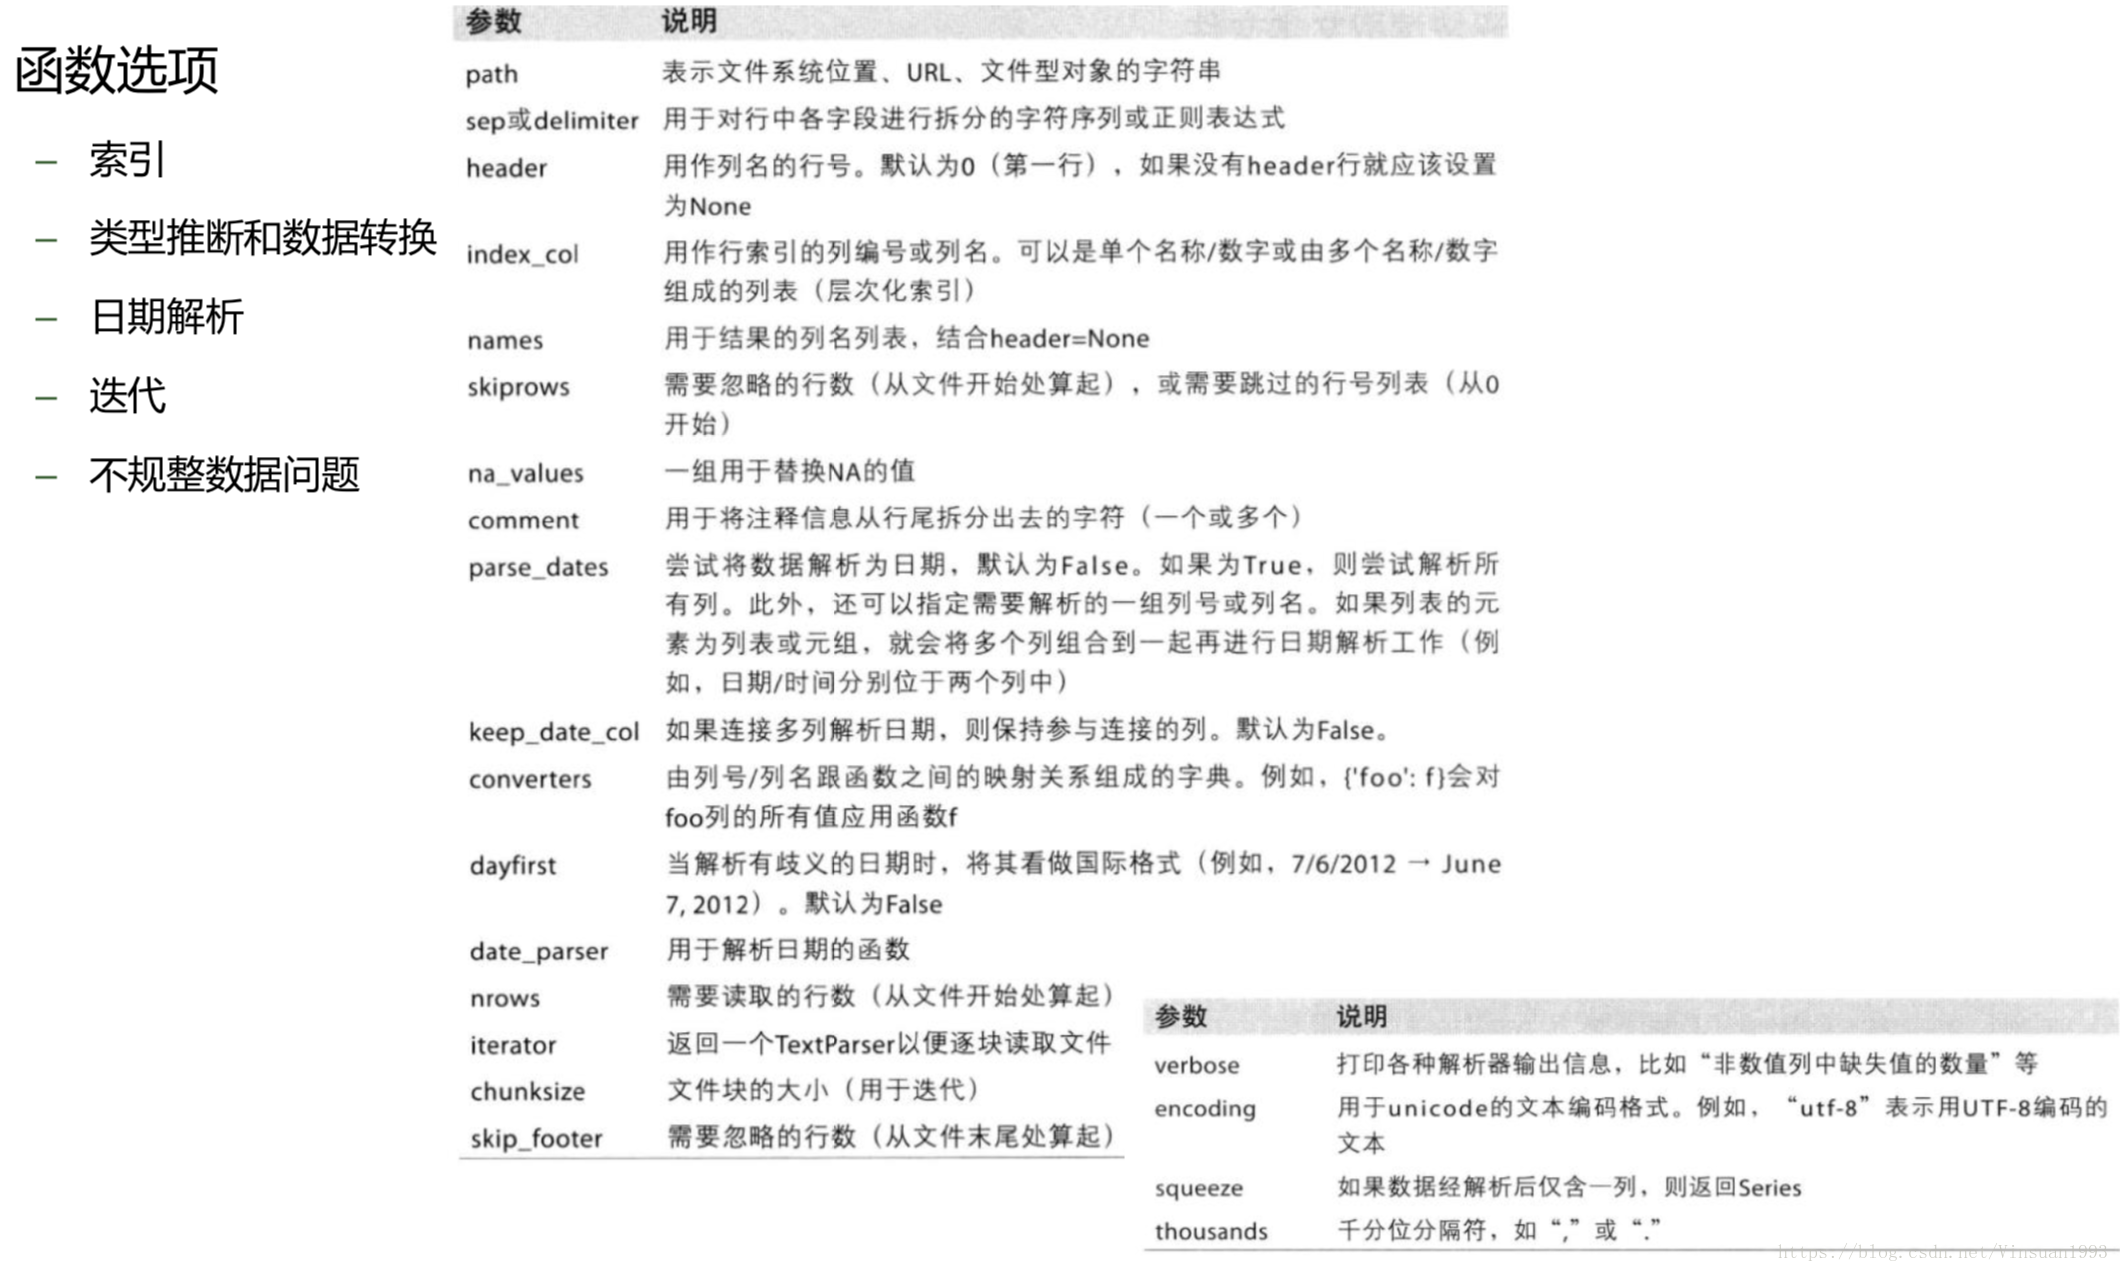 函数选项
– 索引
– 类型推断和数据转换
– 日期解析
– 迭代
– 不规整数据问题
参数 说明
path 表示文件系统位置、URL、文件型对象的字符串
sep或delimiter 用于对行中各字段进行拆分的字符序列或正则表达式
header 用作列名的行号。默认为0（第一行），如果没有header行就应该设置
为None
index_col 用作行索引的列编号或列名。可以是单个名称/数字或由多个名称/数字
组成的列表（层次化索引）
names 用于结果的列名列表，结合header=None
skiprows 需要忽略的行数（从文件开始处算起），或需要跳过的行号列表（从0
开始）
na_values 一组用于替换NA的值
comment 用于将注释信息从行尾拆分出去的字符（一个或多个）
parse_dates 尝试将数据解析为日期，默认为False。如果为True，则尝试解析所
有列。此外，还可以指定需要解析的一组列号或列名。如果列表的元
素为列表或元组，就会将多个列组合到一起再进行日期解析工作（例
如，日期/时间分别位于两个列中）
keep_date_col 如果连接多列解析日期，则保持参与连接的列。默认为False。
converters 由列号/列名跟函数之间的映射关系组成的字典。例如，{'foo': f}会对
foo列的所有值应用函数f
dayfirst 当解析有歧义的日期时，将其看做国际格式（例如，7/6/2012 → June
7, 2012）。默认为False
date_parser 用于解析日期的函数
nrows 需要读取的行数（从文件开始处算起）
iterator 返回一个TextParser以便逐块读取文件
chunksize 文件块的大小（用于迭代）
skip_footer 需要忽略的行数（从文件末尾处算起）
参数 说明
verbose 打印各种解析器输出信息，比如“非数值列中缺失值的数量”等
encoding 用于unicode的文本编码格式。例如，“utf-8”表示用UTF-8编码的
文本
squeeze 如果数据经解析后仅含一列，则返回Series
thousands 千分位分隔符，如“,”或“.”
https://blog.csdn.net/Vinsuan1993